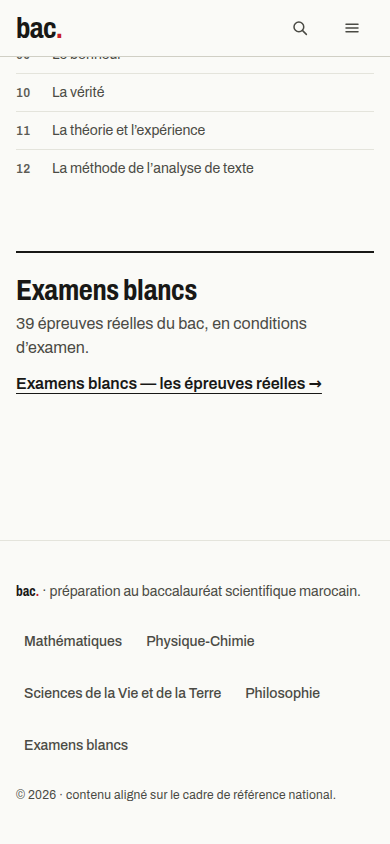 bac.
10 La vérité
11 La théorie et l’expérience
12 La méthode de l’analyse de texte
Examens blancs
39 épreuves réelles du bac, en conditions
d’examen.
Examens blancs — les épreuves réelles →
bac. · préparation au baccalauréat scientifique marocain.
Mathématiques Physique-Chimie
Sciences de la Vie et de la Terre Philosophie
Examens blancs
© 2026 · contenu aligné sur le cadre de référence national.